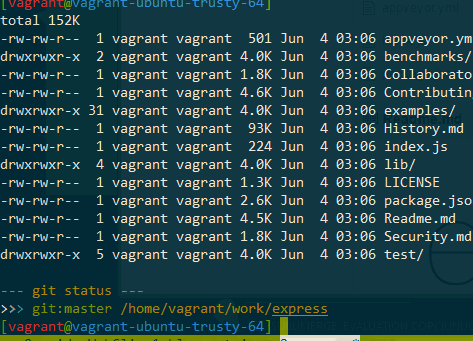 [vagrant@vagrant-ubuntu-trusty-64]
total 152K
-rw-rw-r-- 1 vagrant vagrant 501 Jun 4 03:06 appveyor.ym
drwxrwxr-x 2 vagrant vagrant 4.0K Jun 4 03:06 benchmarks/
-rw-rw-r-- 1 vagrant vagrant 1.8K Jun 4 03:06 Collaborato
-rw-rw-r-- 1 vagrant vagrant 4.6K Jun 4 03:06 Contributin
drwxrwxr-x 31 vagrant vagrant 4.0K Jun 4 03:06 examples/
-rw-rw-r-- 1 vagrant vagrant 93K Jun 4 03:06 History.md
-rw-rw-r-- 1 vagrant vagrant 224 Jun 4 03:06 index.js
drwxrwxr-x 4 vagrant vagrant 4.0K Jun 4 03:06 lib/
-rw-rw-r-- 1 vagrant vagrant 1.3K Jun 4 03:06 LICENSE
-rw-rw-r-- 1 vagrant vagrant 2.6K Jun 4 03:06 package.jso
-rw-rw-r-- 1 vagrant vagrant 4.5K Jun 4 03:06 Readme.md
-rw-rw-r-- 1 vagrant vagrant 1.8K Jun 4 03:06 Security.md
drwxrwxr-x 5 vagrant vagrant 4.0K Jun 4 03:06 test/
--- git status ---
>>> git:master /home/vagrant/work/express
[vagrant@vagrant-ubuntu-trusty-64]